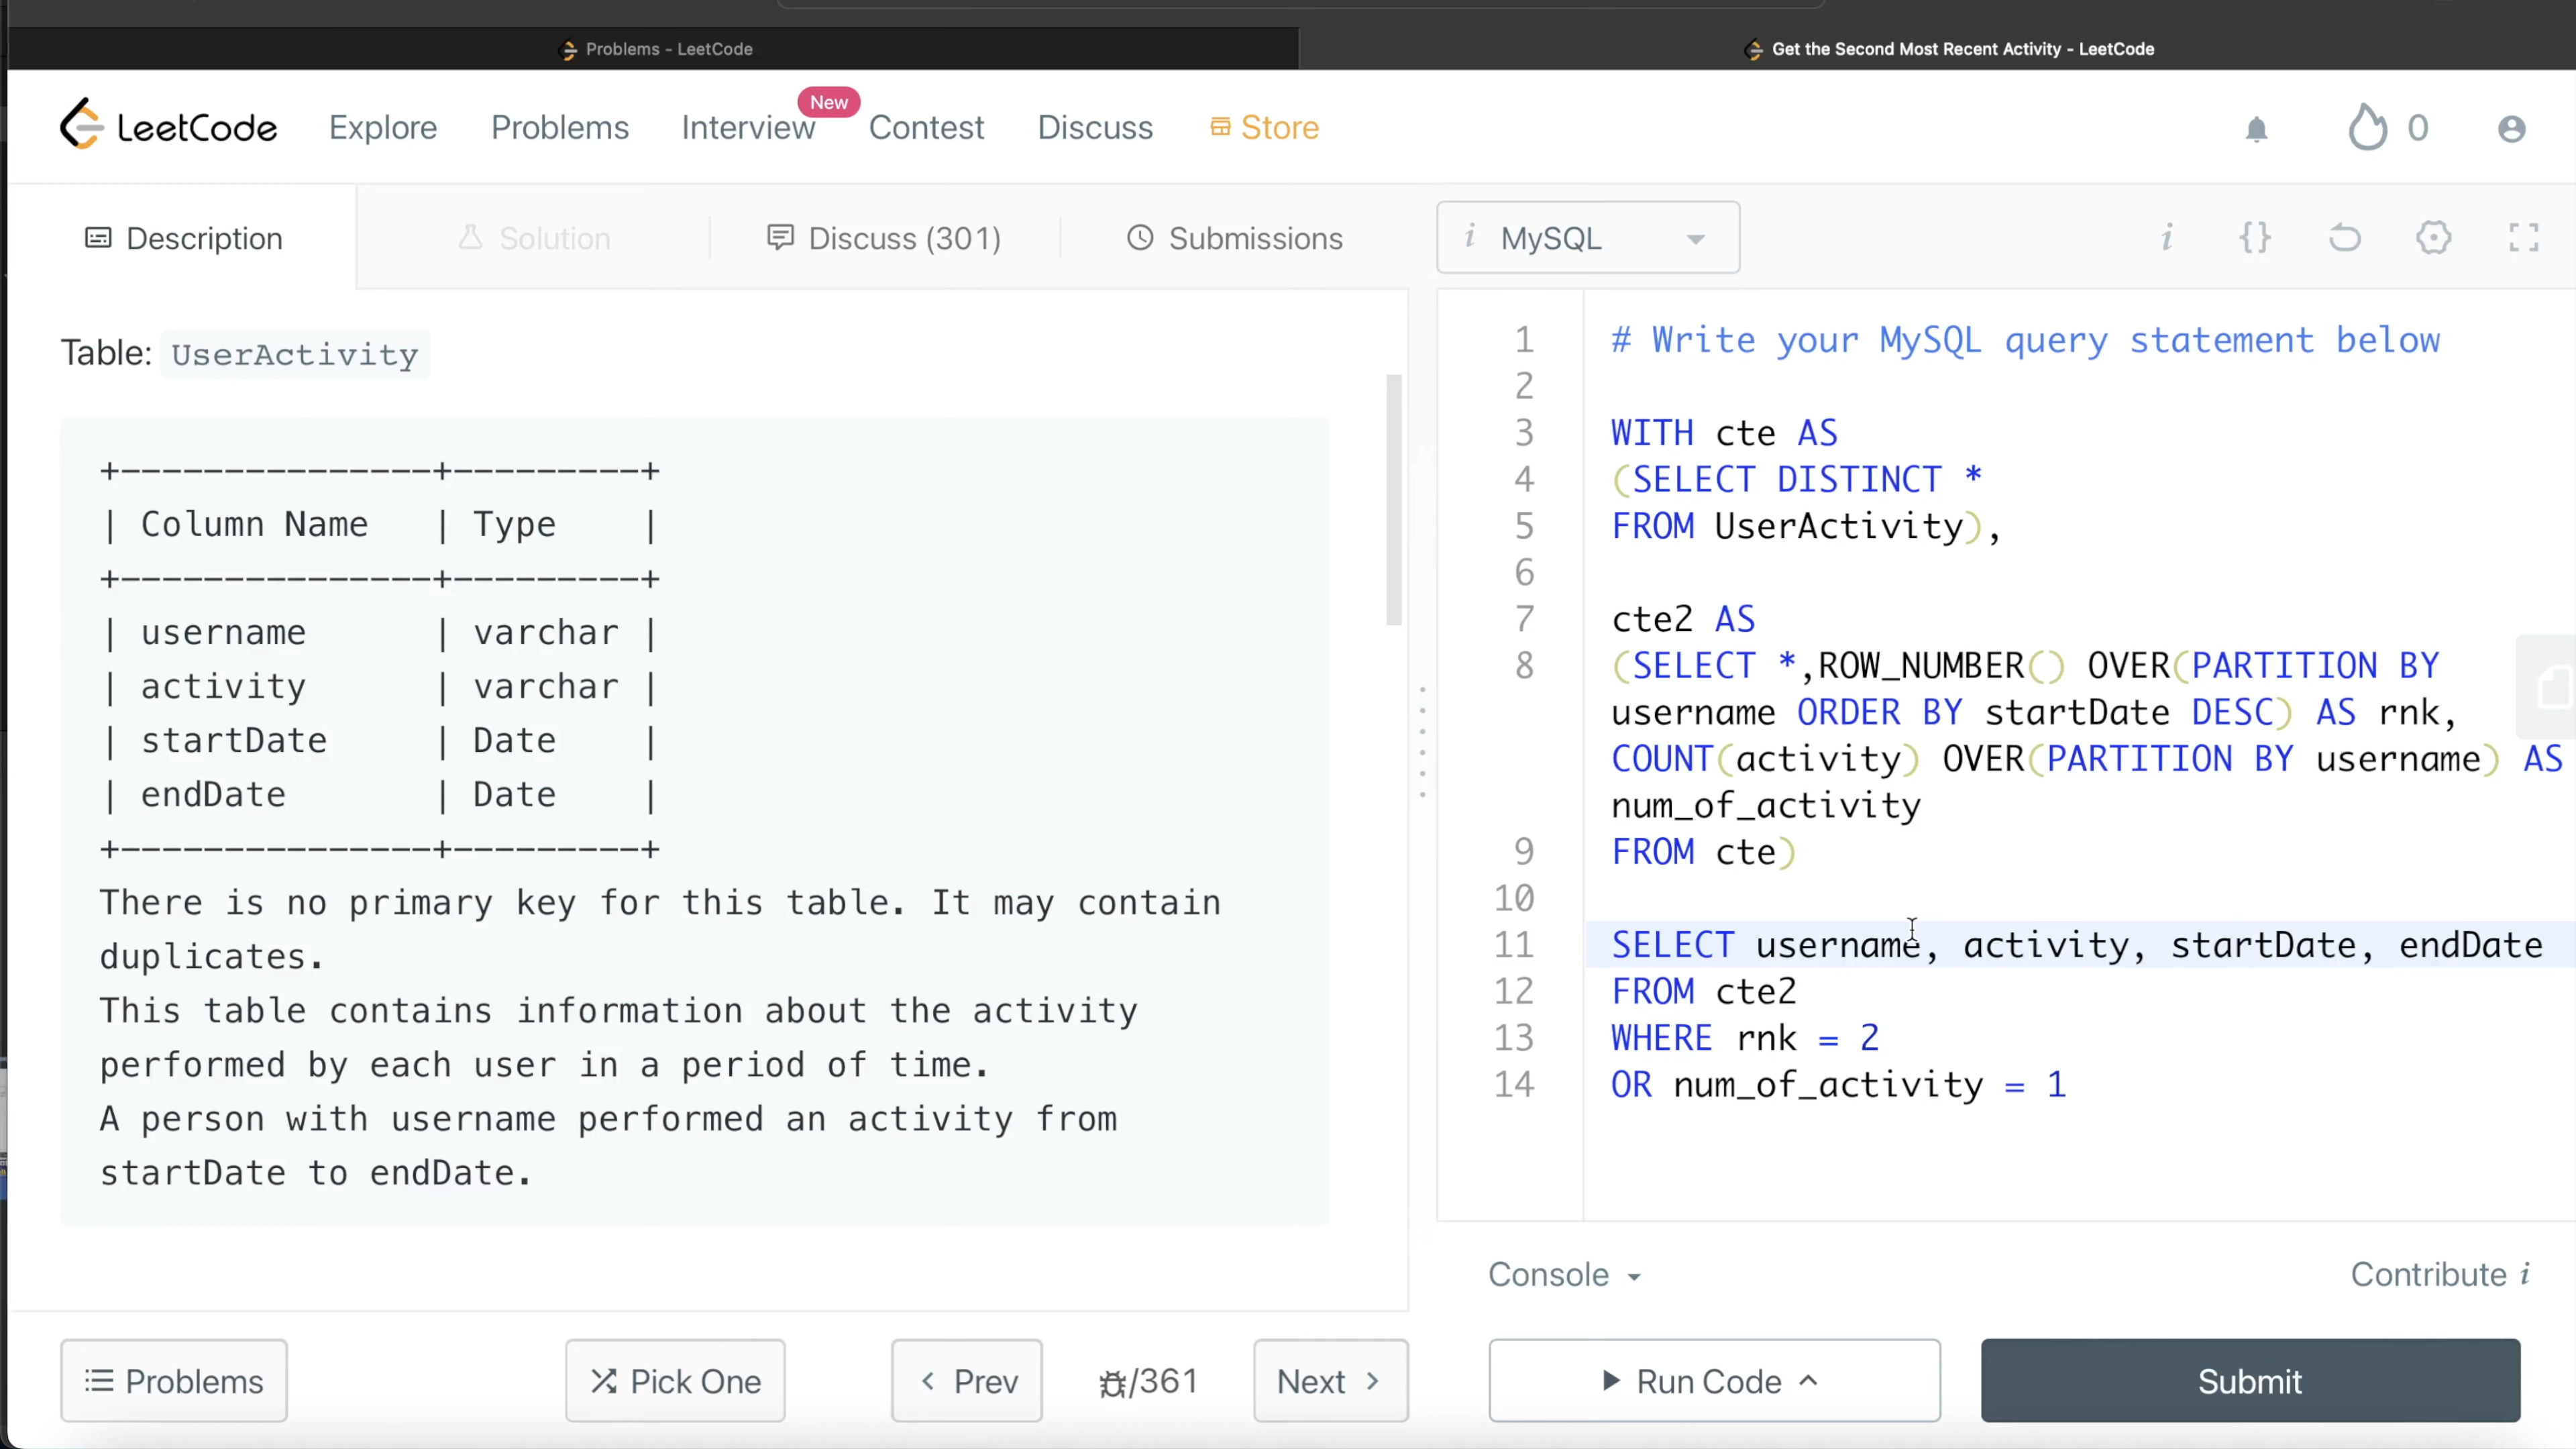 Problems - LeetCode
Get the Second Most Recent Activity - LeetCode
LeetCode
Explore
Problems
Interview
New
Contest
Discuss
Store
0
Description
Solution
Discuss (301)
Submissions
i MySQL
i {}
Table: UserActivity
+---------------+---------+
| Column Name   | Type    |
+---------------+---------+
| username      | varchar |
| activity      | varchar |
| startDate     | Date    |
| endDate       | Date    |
+---------------+---------+
There is no primary key for this table. It may contain
duplicates.
This table contains information about the activity
performed by each user in a period of time.
A person with username performed an activity from
startDate to endDate.
1 # Write your MySQL query statement below
2
3 WITH cte AS
4 (SELECT DISTINCT *
5 FROM UserActivity),
6
7 cte2 AS
8 (SELECT *,ROW_NUMBER() OVER(PARTITION BY
username ORDER BY startDate DESC) AS rnk,
COUNT(activity) OVER(PARTITION BY username) AS
num_of_activity
9 FROM cte)
10
11 SELECT username, activity, startDate, endDate
12 FROM cte2
13 WHERE rnk = 2
14 OR num_of_activity = 1
Console
Contribute i
Problems
Pick One
< Prev
/361
Next >
Run Code
Submit